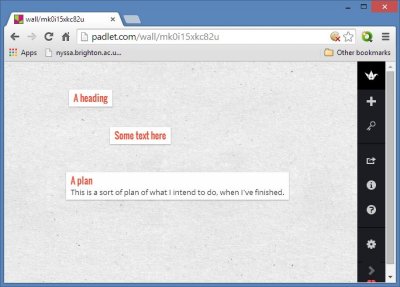 wall/mk0i15xkc82u
padlet.com/wall/mk0i15xkc82u
Apps
nyssa.brighton.ac.u...
Other bookmarks
A heading
Some text here
A plan
This is a sort of plan of what I intend to do, when I've finished.